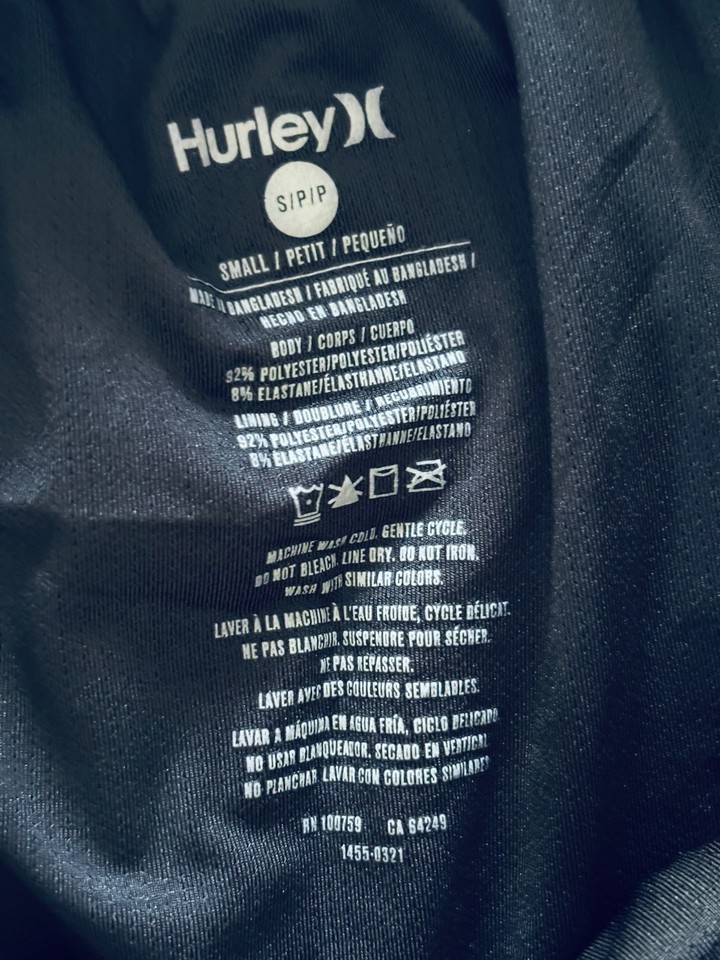 Hurley
S/P/P
SMALL / PETIT / PEQUEÑO
MADE IN BANGLADESH / FABRIQUÉ AU BANGLADESH /
HECHO EN BANGLADESH
BODY / CORPS / CUERPO
92% POLYESTER/POLYESTER/POLIÉSTER
8% ELASTANE/ÉLASTHANNE/ELASTANO
LINING / DOUBLURE / RECUBRIMIENTO
92% POLYESTER/POLYESTER/POLIÉSTER
8% ELASTANE/ÉLASTHANNE/ELASTANO
MACHINE WASH COLD. GENTLE CYCLE.
DO NOT BLEACH. LINE DRY. DO NOT IRON.
WASH WITH SIMILAR COLORS.
LAVER À LA MACHINE À L'EAU FROIDE, CYCLE DÉLICAT.
NE PAS BLANCHIR. SUSPENDRE POUR SÉCHER.
NE PAS REPASSER.
LAVER AVEC DES COULEURS SEMBLABLES.
LAVAR A MÁQUINA EN AGUA FRÍA, CICLO DELICADO.
NO USAR BLANQUEADOR. SECADO EN VERTICAL.
NO PLANCHAR. LAVAR CON COLORES SIMILARES.
RN 100759 CA 64249
1455-0321